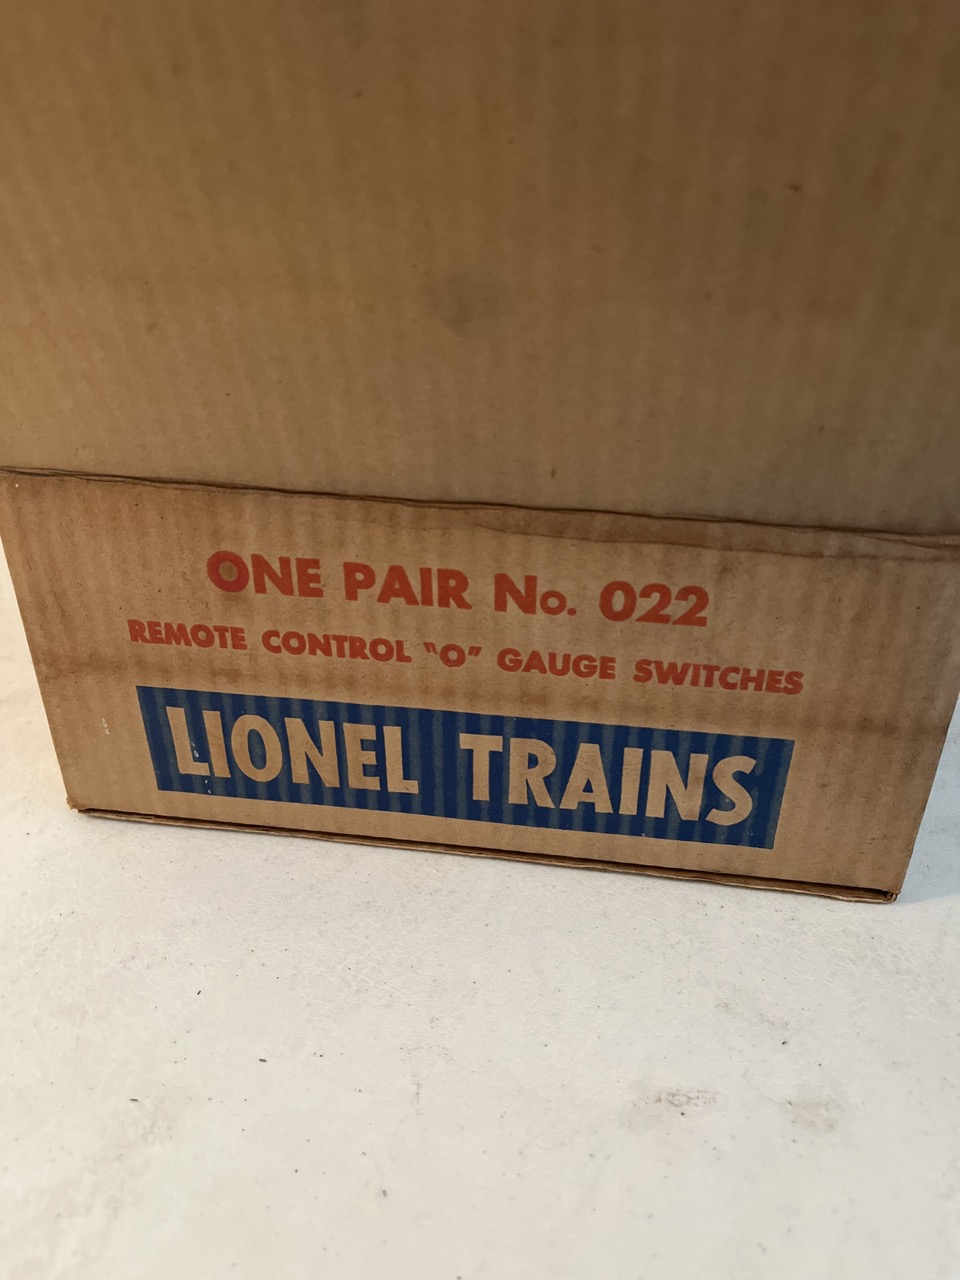 ONE PAIR No. 022
REMOTE CONTROL "O" GAUGE SWITCHES
LIONEL TRAINS